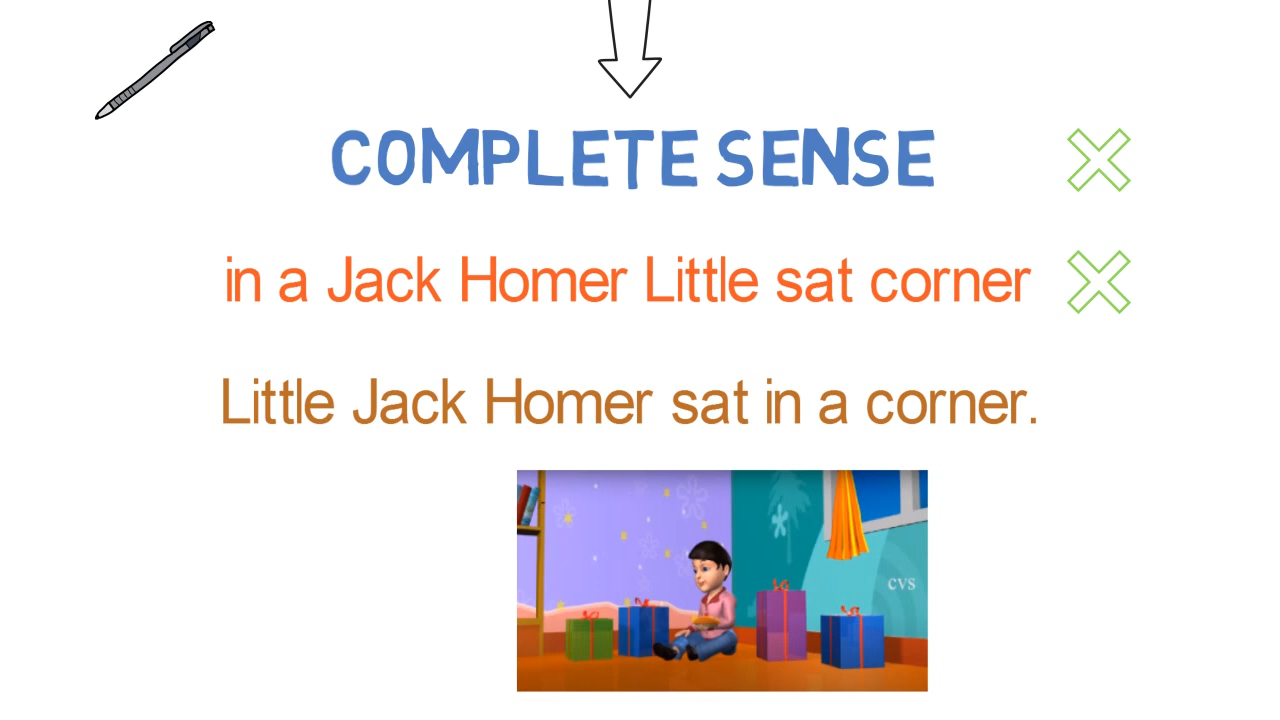 COMPLETE SENSE
in a Jack Homer Little sat corner
Little Jack Homer sat in a corner.
cvs